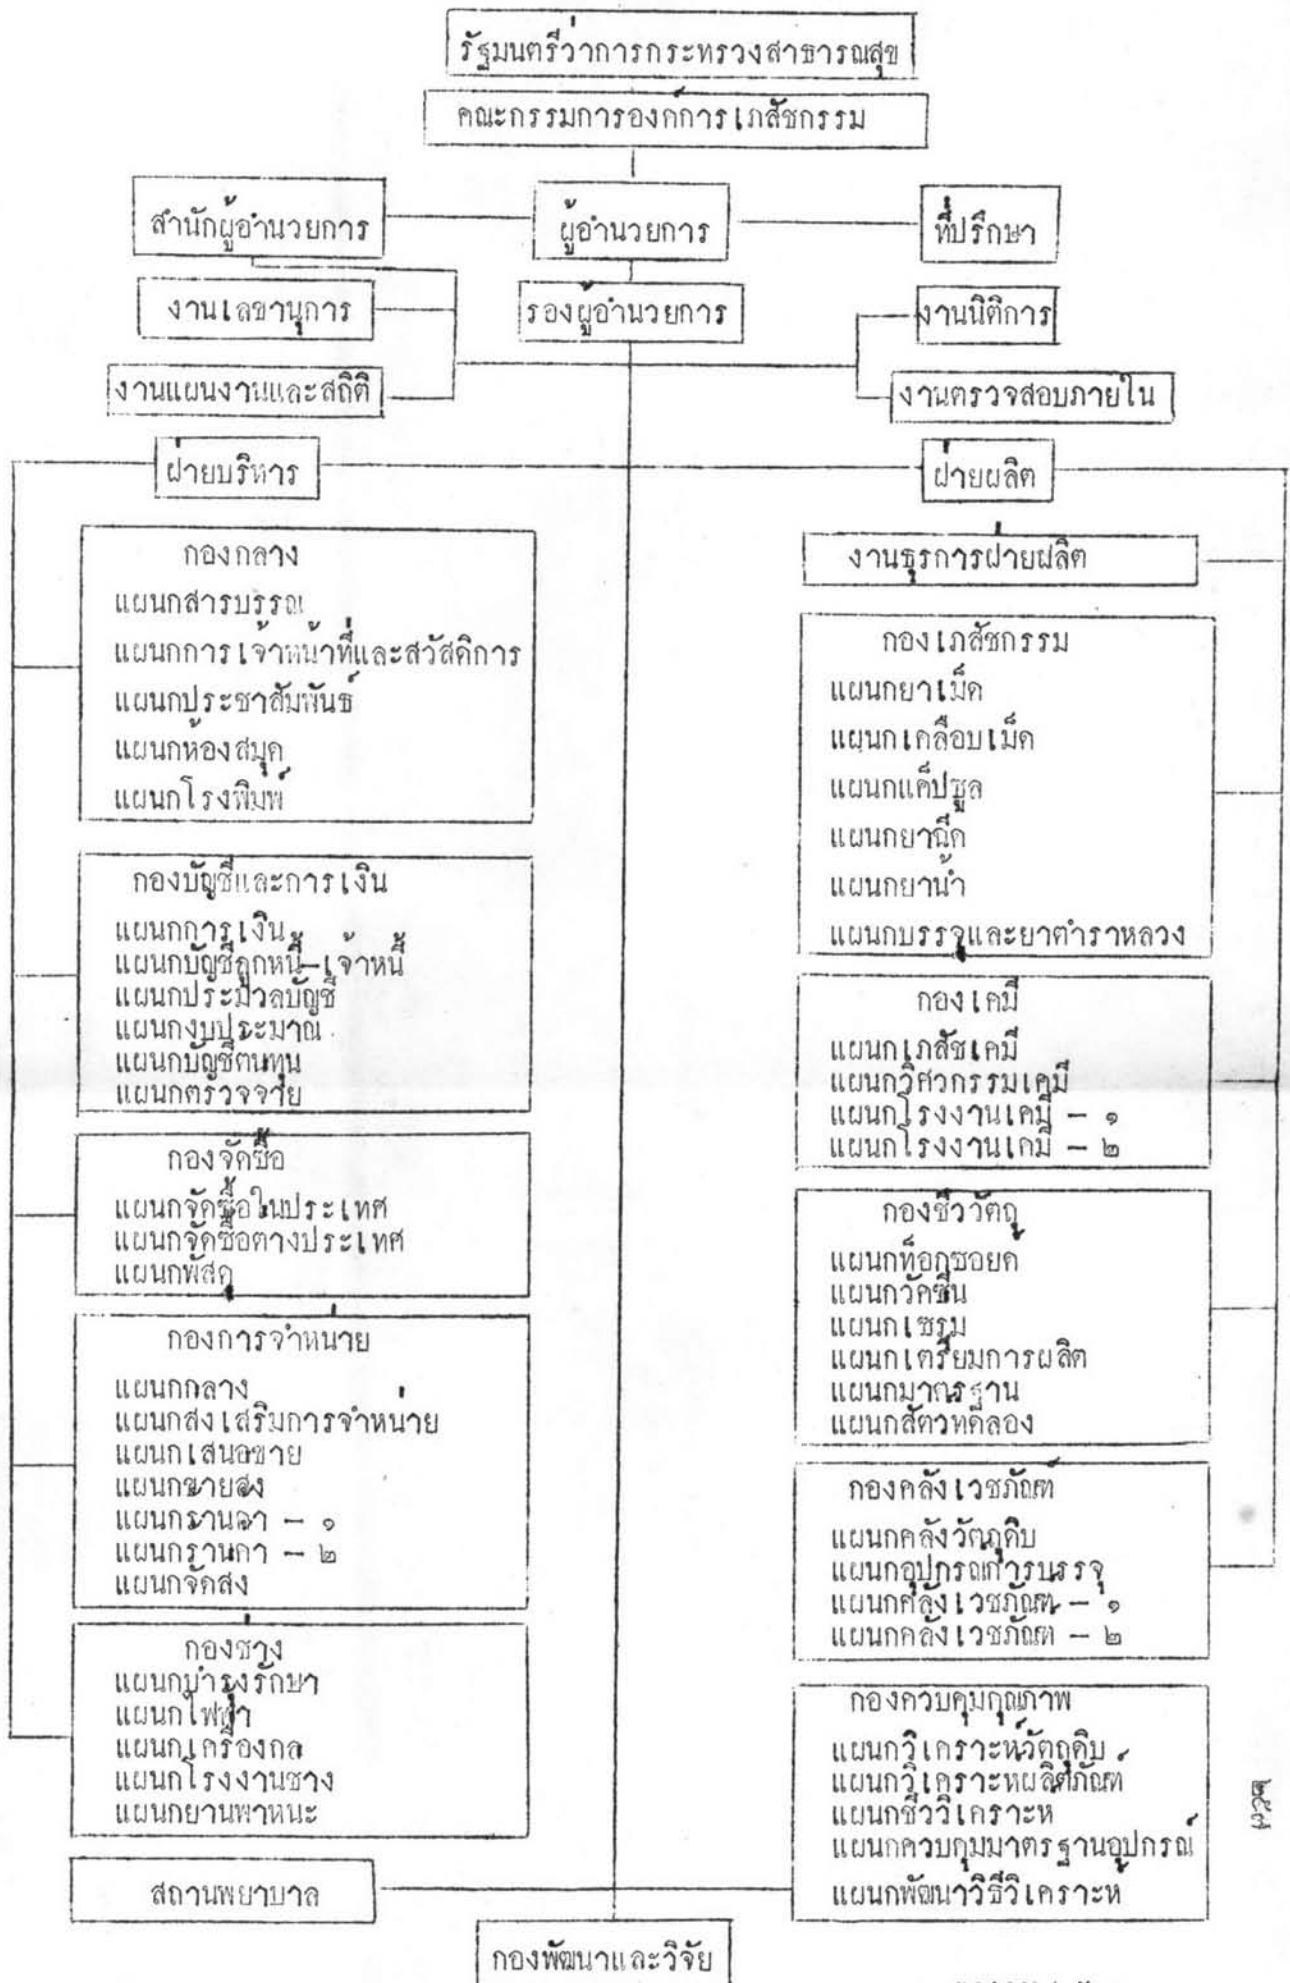 รัฐมนตรีว่าการกระทรวงสาธารณสุข
คณะกรรมการองค์การเภสัชกรรม
สำนักผู้อำนวยการ
ผู้อำนวยการ
ที่ปรึกษา
งานเลขานุการ
รองผู้อำนวยการ
งานนิติการ
งานแผนงานและสถิติ
งานตรวจสอบภายใน
ฝ่ายบริหาร
ฝ่ายผลิต
กองกลาง
แผนกสารบรรณ
แผนกการเจ้าหน้าที่และสวัสดิการ
แผนกประชาสัมพันธ์
แผนกห้องสมุด
แผนกโรงพิมพ์
กองบัญชีและการเงิน
แผนกการเงิน
แผนกบัญชีลูกหนี้-เจ้าหนี้
แผนกประมวลบัญชี
แผนกงบประมาณ
แผนกบัญชีต้นทุน
แผนกตรวจจ่าย
กองจัดซื้อ
แผนกจัดซื้อในประเทศ
แผนกจัดซื้อต่างประเทศ
แผนกพัสดุ
กองการจำหน่าย
แผนกกลาง
แผนกส่งเสริมการจำหน่าย
แผนกเสนอขาย
แผนกขายส่ง
แผนกร้านค้า - ๑
แผนกร้านค้า - ๒
แผนกจัดส่ง
กองช่าง
แผนกบำรุงรักษา
แผนกไฟฟ้า
แผนกเครื่องกล
แผนกโรงงานช่าง
แผนกยานพาหนะ
สถานพยาบาล
งานธุรการฝ่ายผลิต
กองเภสัชกรรม
แผนกยาเม็ด
แผนกเคลือบเม็ด
แผนกแค็ปซูล
แผนกยาฉีด
แผนกยาน้ำ
แผนกบรรจุและยาตำราหลวง
กองเคมี
แผนกเภสัชเคมี
แผนกวิศวกรรมเคมี
แผนกโรงงานเคมี - ๑
แผนกโรงงานเคมี - ๒
กองชีววัตถุ
แผนกท็อกซอยด์
แผนกวัคซีน
แผนกเซรุ่ม
แผนกเตรียมการผลิต
แผนกมาตรฐาน
แผนกสัตว์ทดลอง
กองคลังเวชภัณฑ์
แผนกคลังวัตถุดิบ
แผนกอุปกรณ์การบรรจุ
แผนกคลังเวชภัณฑ์ - ๑
แผนกคลังเวชภัณฑ์ - ๒
กองควบคุมคุณภาพ
แผนกวิเคราะห์วัตถุดิบ
แผนกวิเคราะห์ผลิตภัณฑ์
แผนกชีววิเคราะห์
แผนกควบคุมมาตรฐานอุปกรณ์
แผนกพัฒนาวิธีวิเคราะห์
กองพัฒนาและวิจัย